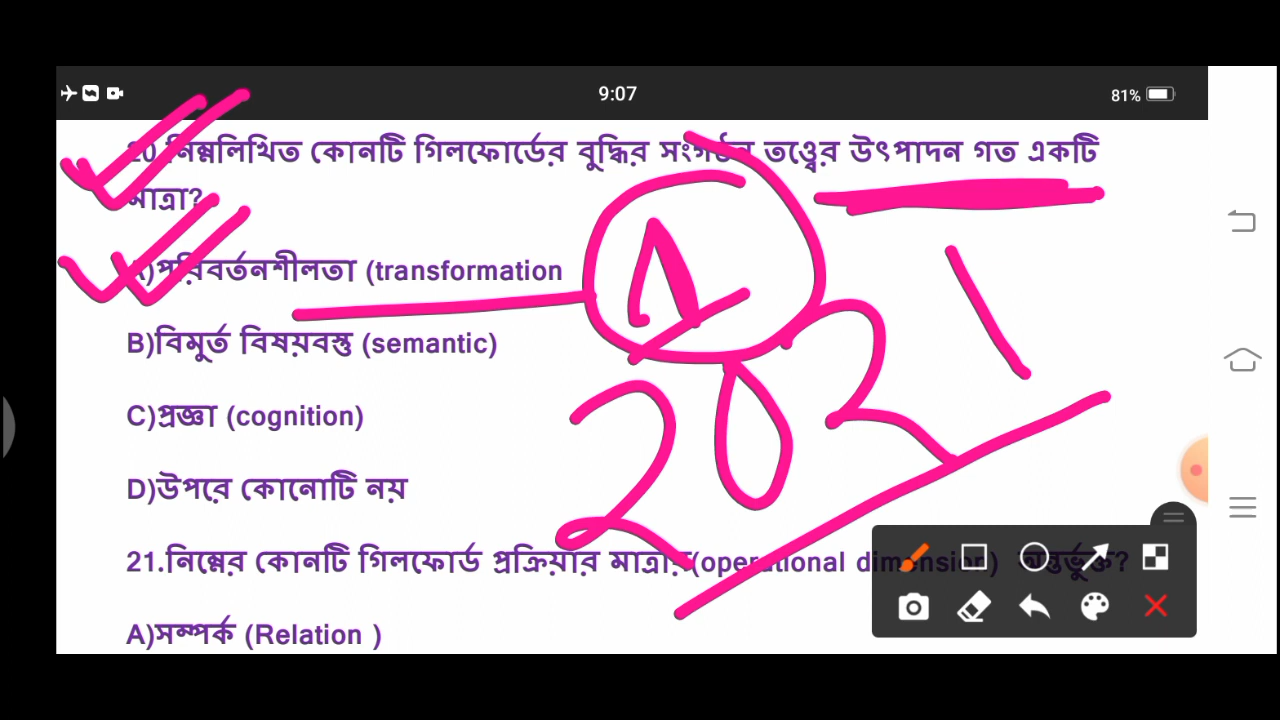 9:07
81%
20.নিম্নলিখিত কোনটি গিলফোর্ডের বুদ্ধির সংগঠন তত্ত্বের উৎপাদন গত একটি
মাত্রা?
A)পরিবর্তনশীলতা (transformation
B)বিমুর্ত বিষয়বস্তু (semantic)
C)প্রজ্ঞা (cognition)
D)উপরে কোনোটি নয়
21.নিম্নের কোনটি গিলফোর্ড প্রক্রিয়ার মাত্রার(operational dimension) অন্তর্ভুক্ত?
A)সম্পর্ক (Relation )
A
202\